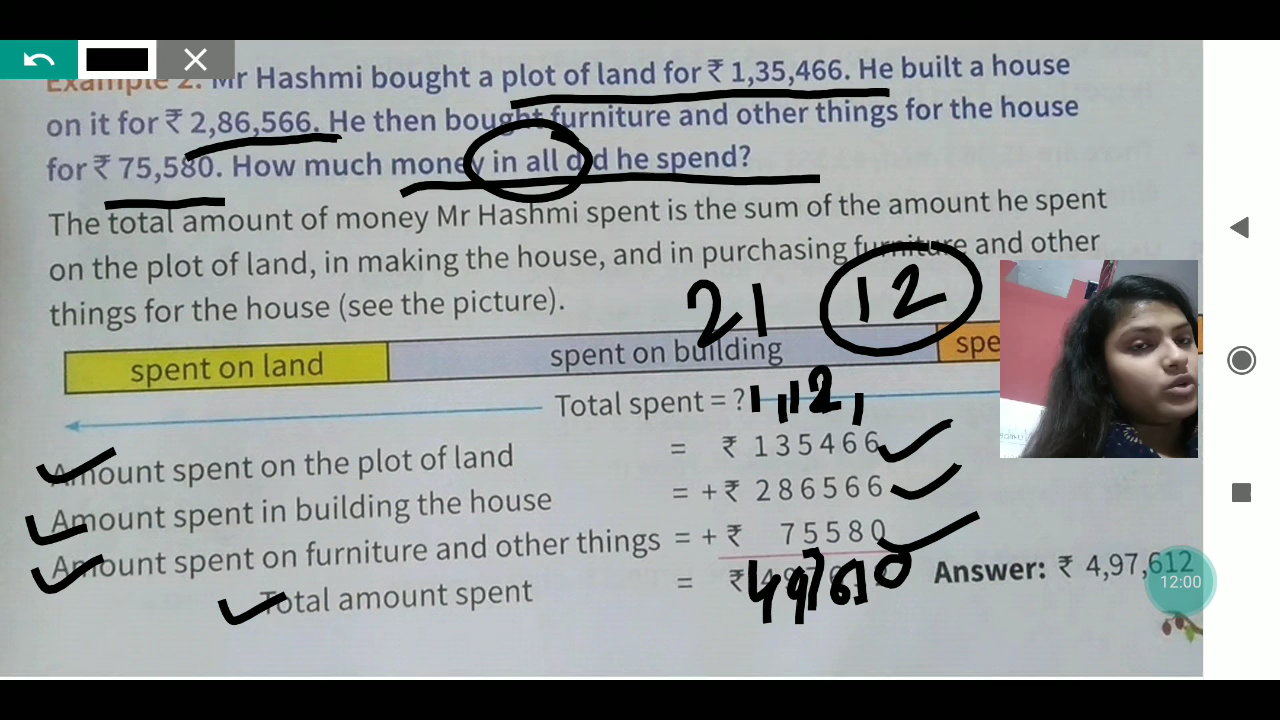 Example 2. Mr Hashmi bought a plot of land for ₹ 1,35,466. He built a house
on it for ₹ 2,86,566. He then bought furniture and other things for the house
for ₹ 75,580. How much money in all did he spend?
The total amount of money Mr Hashmi spent is the sum of the amount he spent
on the plot of land, in making the house, and in purchasing furniture and other
things for the house (see the picture).
21 12
spent on land spent on building spe
Total spent = ?
1 1 1 2 1
Amount spent on the plot of land = ₹ 135466
Amount spent in building the house = + ₹ 286566
Amount spent on furniture and other things = + ₹ 75580
Total amount spent = ₹ 497610
Answer: ₹ 4,97,612
12:00